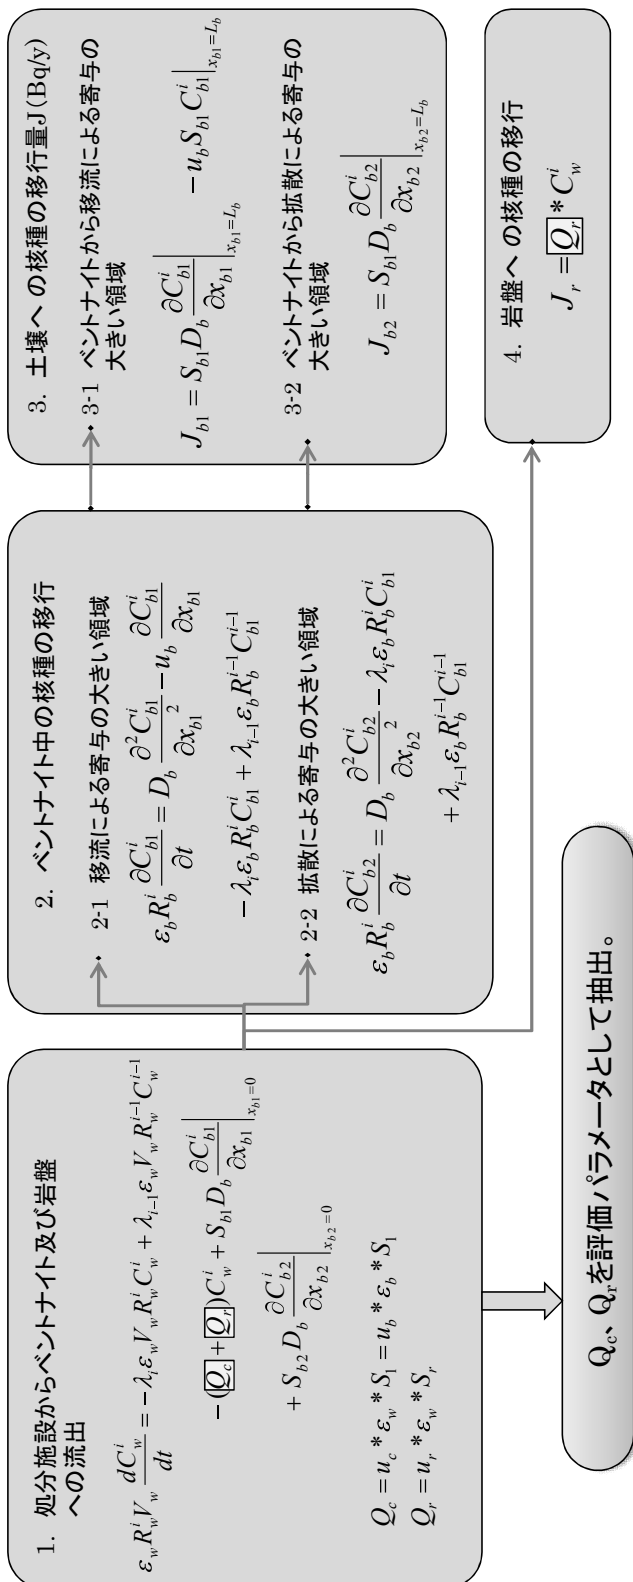 1. 処分施設からベントナイト及び岩盤
への流出
ε_w R_w^i V_w dC_w^i/dt = −λ_i ε_w V_w R_w^i C_w^i + λ_{i−1} ε_w V_w R_w^{i−1} C_w^{i−1}
−(Q_c + Q_r)C_w^i + S_{b1} D_b ∂C_{b1}^i/∂x_{b1}|_{x_{b1}=0}
+ S_{b2} D_b ∂C_{b2}^i/∂x_{b2}|_{x_{b2}=0}
Q_c = u_c * ε_w * S_1 = u_b * ε_b * S_1
Q_r = u_r * ε_w * S_r
2. ベントナイト中の核種の移行
2-1 移流による寄与の大きい領域
ε_b R_b^i ∂C_{b1}^i/∂t = D_b ∂²C_{b1}^i/∂x_{b1}^2 − u_b ∂C_{b1}^i/∂x_{b1}
−λ_i ε_b R_b^i C_{b1}^i + λ_{i−1} ε_b R_b^{i−1} C_{b1}^{i−1}
2-2 拡散による寄与の大きい領域
ε_b R_b^i ∂C_{b2}^i/∂t = D_b ∂²C_{b2}^i/∂x_{b2}^2 − λ_i ε_b R_b^i C_{b1}^i
+ λ_{i−1} ε_b R_b^{i−1} C_{b1}^{i−1}
3. 土壌への核種の移行量J(Bq/y)
3-1 ベントナイトから移流による寄与の
大きい領域
J_{b1} = S_{b1} D_b ∂C_{b1}^i/∂x_{b1}|_{x_{b1}=L_b} − u_b S_{b1} C_{b1}^i|_{x_{b1}=L_b}
3-2 ベントナイトから拡散による寄与の
大きい領域
J_{b2} = S_{b1} D_b ∂C_{b2}^i/∂x_{b2}|_{x_{b2}=L_b}
4. 岩盤への核種の移行
J_r = Q_r * C_w^i
Q_c、Q_rを評価パラメータとして抽出。